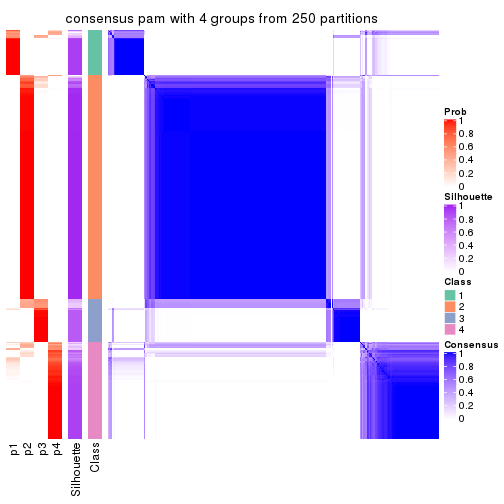 consensus pam with 4 groups from 250 partitions
Prob
1
0.8
0.6
0.4
0.2
0
Silhouette
1
0.8
0.6
0.4
0.2
0
Class
1
2
3
4
Consensus
1
0.8
0.6
0.4
0.2
0
p1
p2
p3
p4
Silhouette
Class